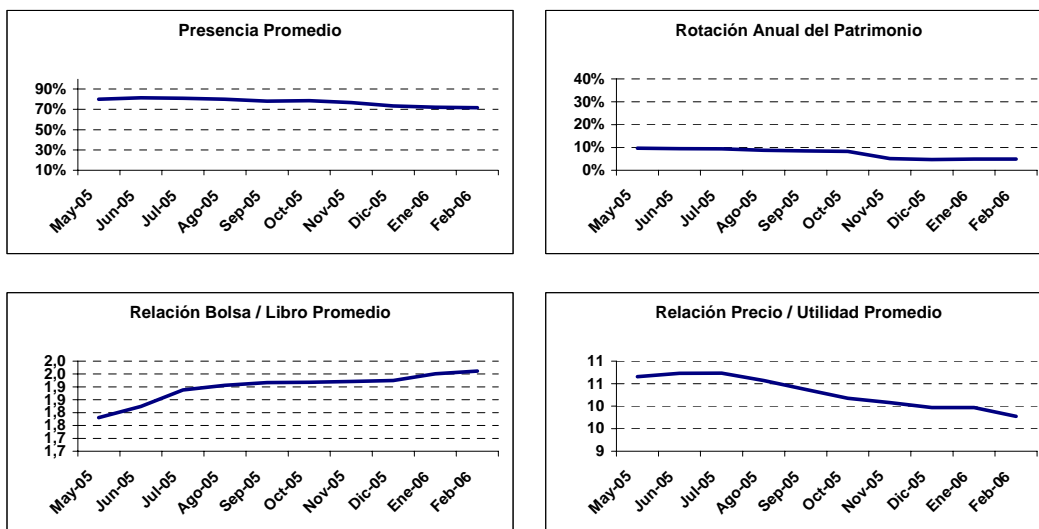 Presencia Promedio
90%
70%
50%
30%
10%
May-05
Jun-05
Jul-05
Ago-05
Sep-05
Oct-05
Nov-05
Dic-05
Ene-06
Feb-06
Rotación Anual del Patrimonio
40%
30%
20%
10%
0%
May-05
Jun-05
Jul-05
Ago-05
Sep-05
Oct-05
Nov-05
Dic-05
Ene-06
Feb-06
Relación Bolsa / Libro Promedio
2,0
2,0
1,9
1,9
1,8
1,8
1,7
1,7
May-05
Jun-05
Jul-05
Ago-05
Sep-05
Oct-05
Nov-05
Dic-05
Ene-06
Feb-06
Relación Precio / Utilidad Promedio
11
11
10
10
9
May-05
Jun-05
Jul-05
Ago-05
Sep-05
Oct-05
Nov-05
Dic-05
Ene-06
Feb-06